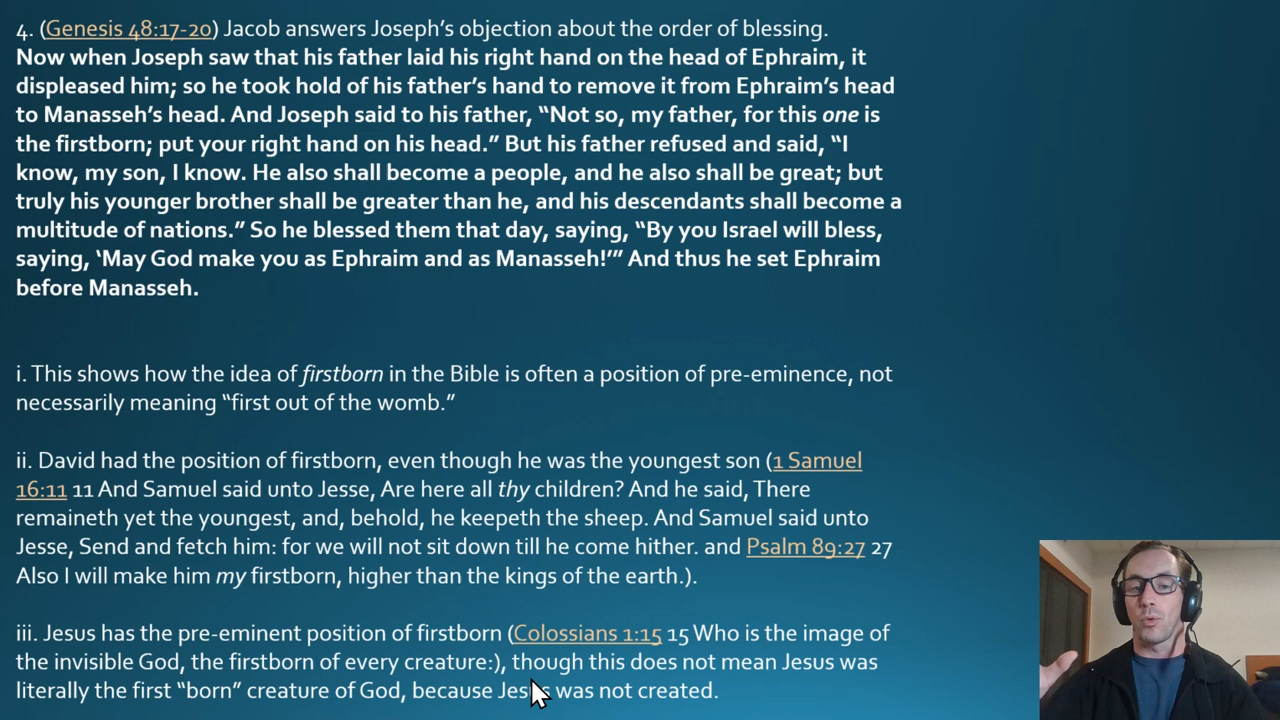 4. (Genesis 48:17-20) Jacob answers Joseph’s objection about the order of blessing.
Now when Joseph saw that his father laid his right hand on the head of Ephraim, it
displeased him; so he took hold of his father’s hand to remove it from Ephraim’s head
to Manasseh’s head. And Joseph said to his father, “Not so, my father, for this one is
the firstborn; put your right hand on his head.” But his father refused and said, “I
know, my son, I know. He also shall become a people, and he also shall be great; but
truly his younger brother shall be greater than he, and his descendants shall become a
multitude of nations.” So he blessed them that day, saying, “By you Israel will bless,
saying, ‘May God make you as Ephraim and as Manasseh!’” And thus he set Ephraim
before Manasseh.
i. This shows how the idea of firstborn in the Bible is often a position of pre-eminence, not
necessarily meaning “first out of the womb.”
ii. David had the position of firstborn, even though he was the youngest son (1 Samuel
16:11 11 And Samuel said unto Jesse, Are here all thy children? And he said, There
remaineth yet the youngest, and, behold, he keepeth the sheep. And Samuel said unto
Jesse, Send and fetch him: for we will not sit down till he come hither. and Psalm 89:27 27
Also I will make him my firstborn, higher than the kings of the earth.).
iii. Jesus has the pre-eminent position of firstborn (Colossians 1:15 15 Who is the image of
the invisible God, the firstborn of every creature:), though this does not mean Jesus was
literally the first “born” creature of God, because Jesus was not created.